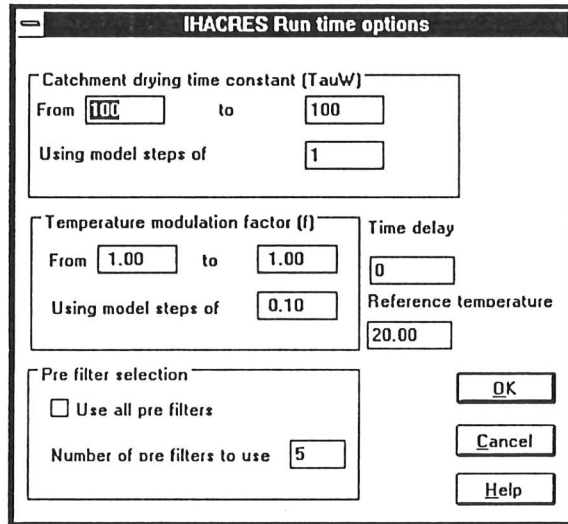 IHACRES Run time options
Catchment drying time constant (TauW)
From 100 to 100
Using model steps of 1
Temperature modulation factor (f)
From 1.00 to 1.00
Using model steps of 0.10
Time delay
0
Reference temperature
20.00
Pre filter selection
Use all pre filters
Number of pre filters to use 5
OK
Cancel
Help